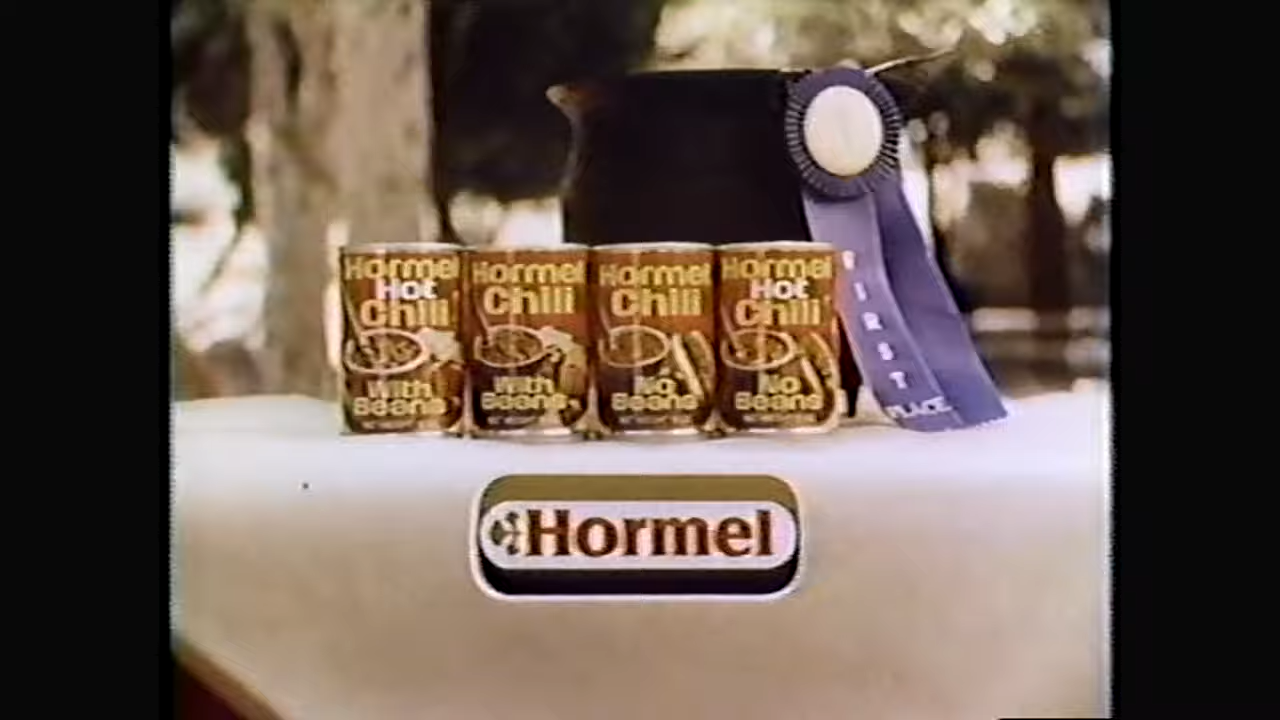 Hormel
Hot
Chili
With
Beans
Hormel
Chili
With
Beans
Hormel
Chili
No
Beans
Hormel
Hot
Chili
No
Beans
FIRST
PLACE
Hormel